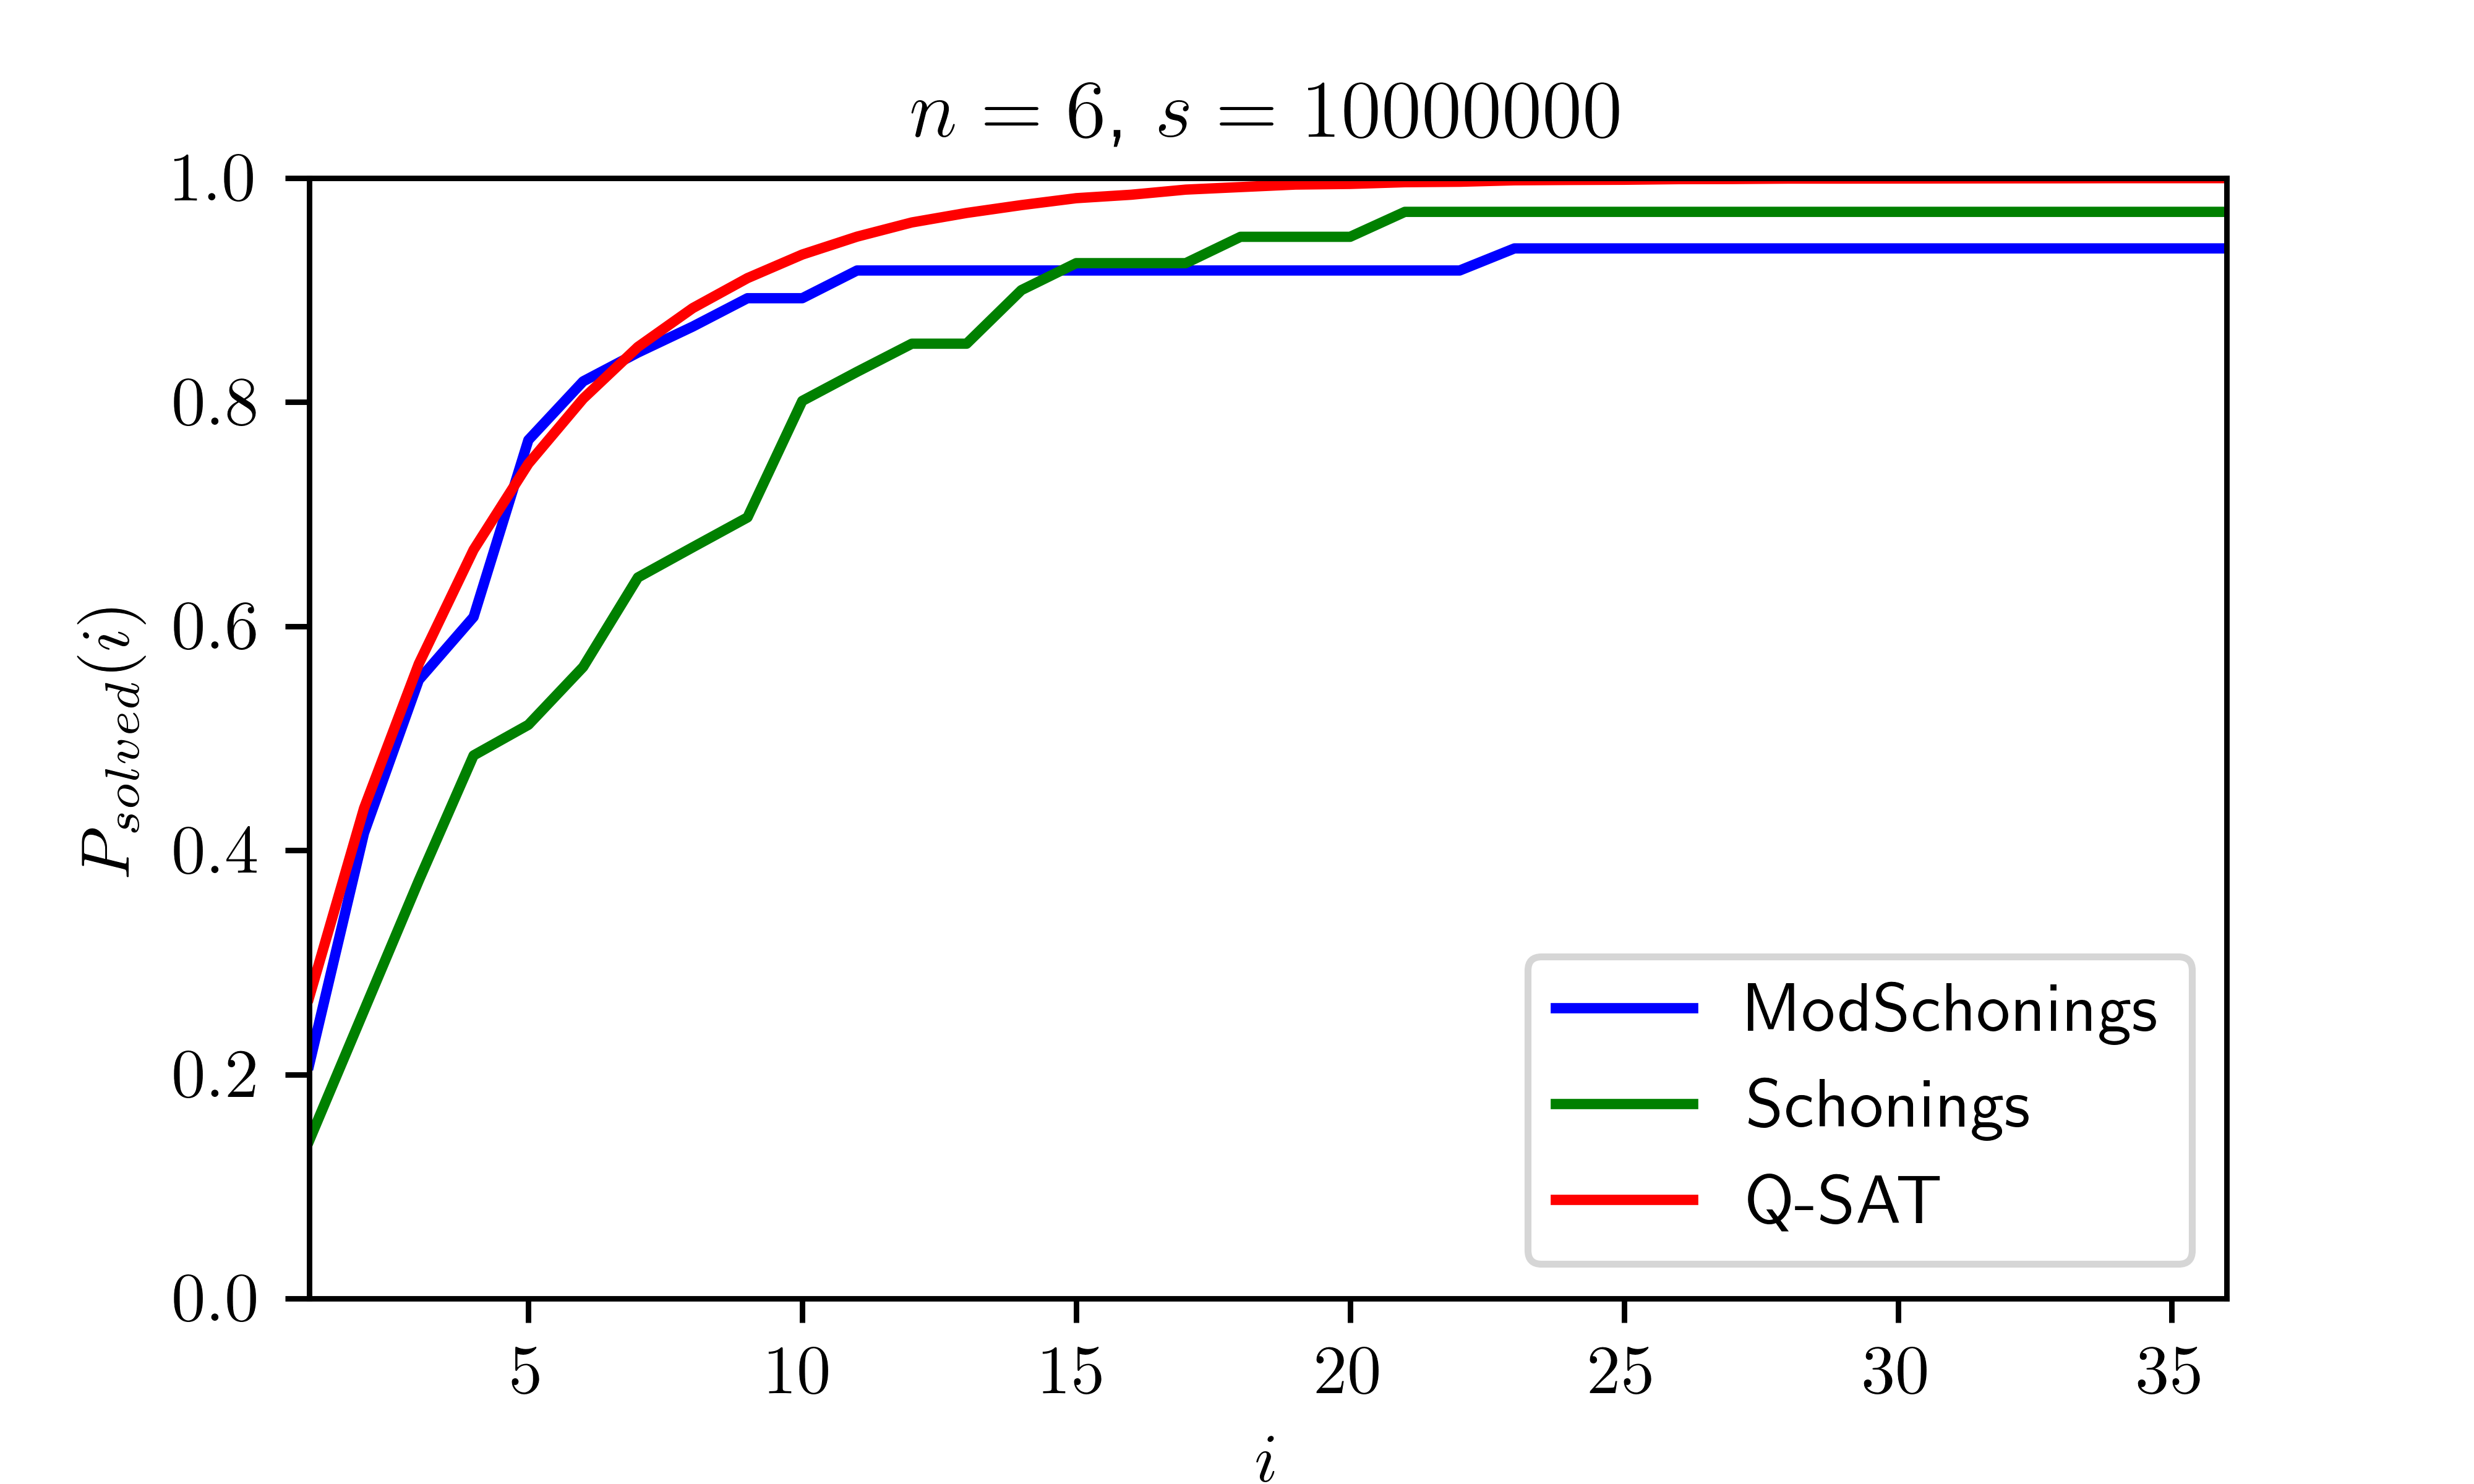 n = 6, s = 10000000
1.0
0.8
0.6
0.4
0.2
0.0
P_solved(i)
5 10 15 20 25 30 35
i
ModSchonings
Schonings
Q-SAT